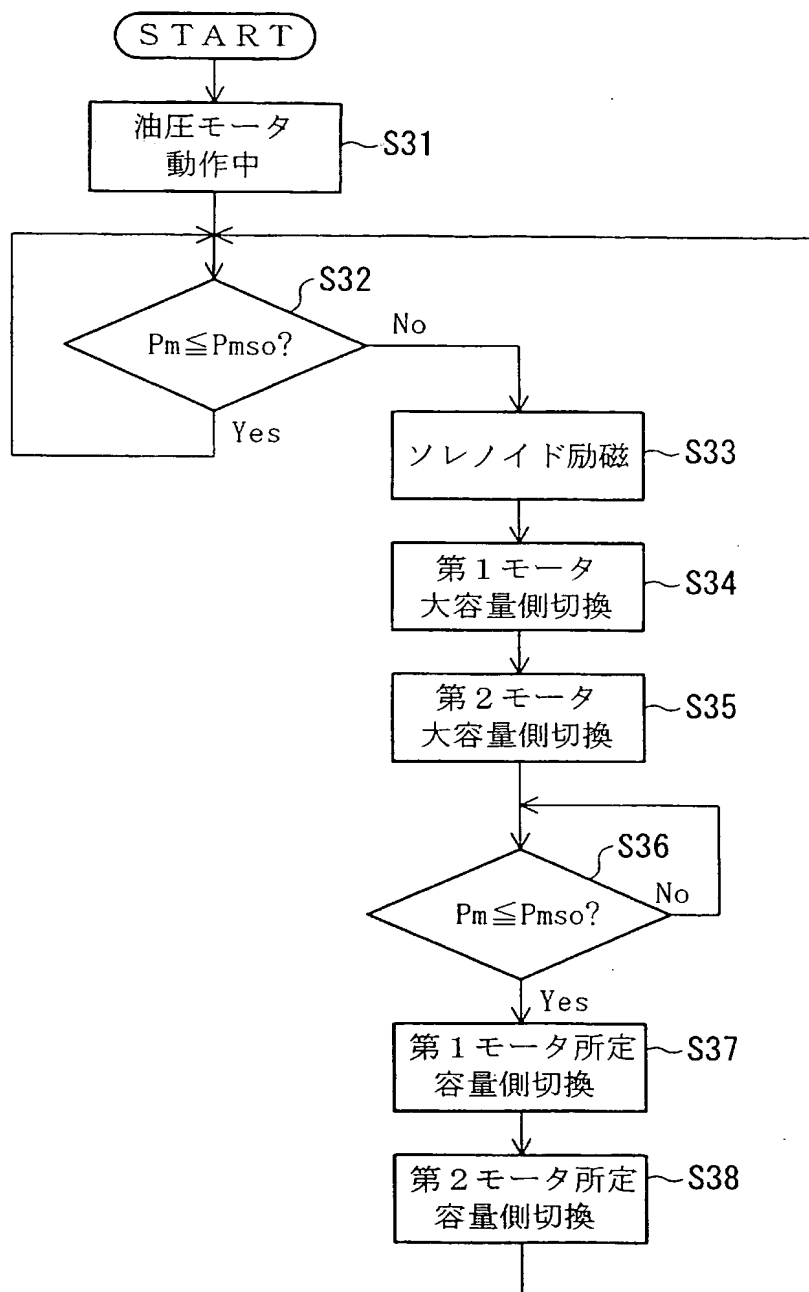 START
油圧モータ
動作中
S31
S32
Pm≦Pmso?
No
Yes
ソレノイド励磁
S33
第1モータ
大容量側切換
S34
第2モータ
大容量側切換
S35
S36
Pm≦Pmso?
No
Yes
第1モータ所定
容量側切換
S37
第2モータ所定
容量側切換
S38